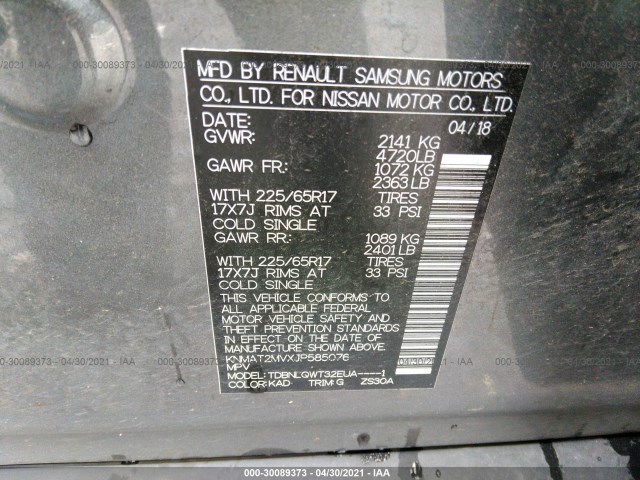 MFD BY RENAULT SAMSUNG MOTORS
CO., LTD. FOR NISSAN MOTOR CO., LTD.
DATE: 04/18
GVWR: 2141 KG
4720LB
GAWR FR: 1072 KG
2363 LB
WITH 225/65R17 TIRES
17X7J RIMS AT 33 PSI
COLD SINGLE
GAWR RR: 1089 KG
2401 LB
WITH 225/65R17 TIRES
17X7J RIMS AT 33 PSI
COLD SINGLE
THIS VEHICLE CONFORMS TO
ALL APPLICABLE FEDERAL
MOTOR VEHICLE SAFETY AND
THEFT PREVENTION STANDARDS
IN EFFECT ON THE DATE OF
MANUFACTURE SHOWN ABOVE.
KNMAT2MVXJP585076
MPV
MODEL: TDBNLQWT32EUA----1
COLOR:KAD TRIM:G ZS30A
000-30089373 - 04/30/2021 - IAA
000-30089373 - 04/30/2021 - IAA